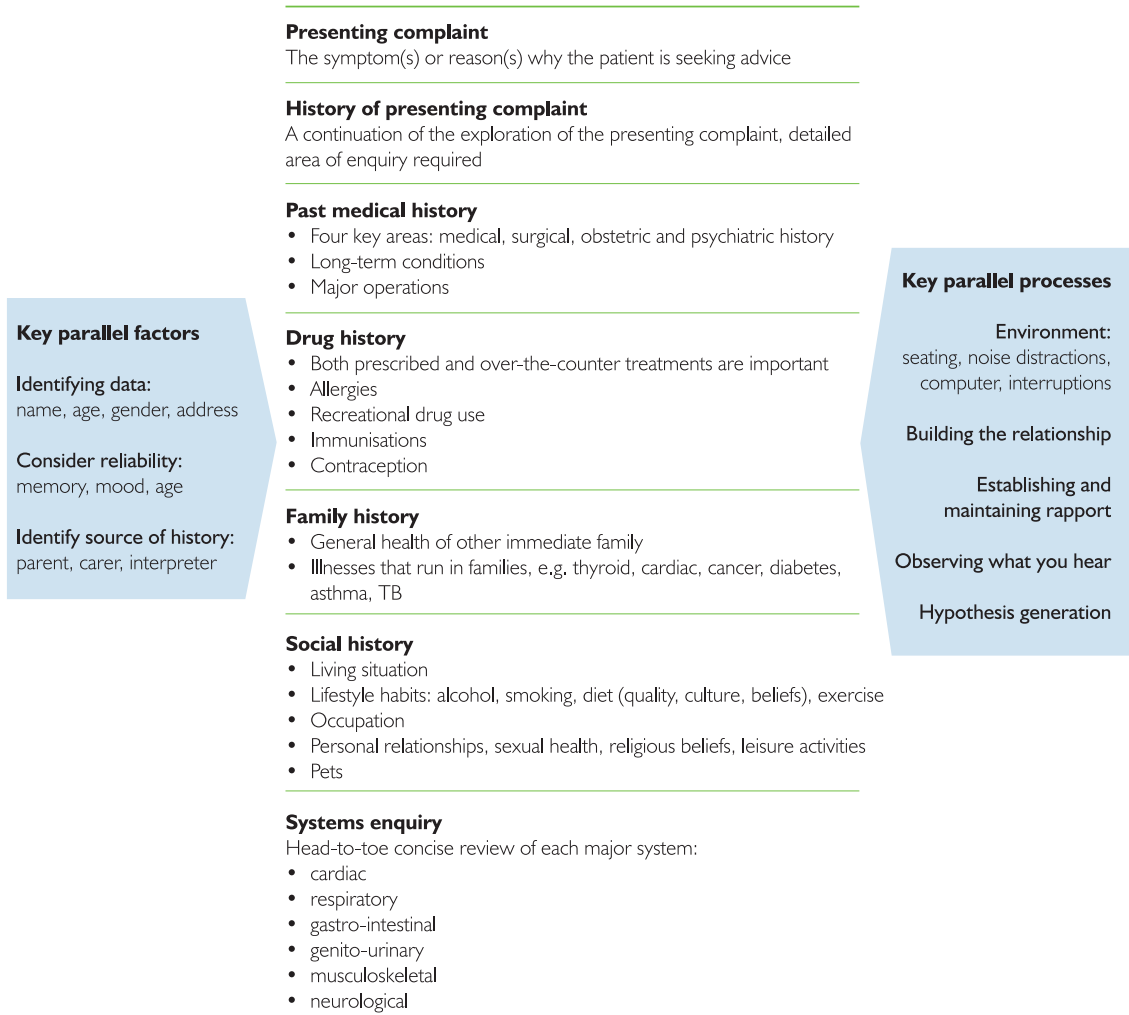 Presenting complaint
The symptom(s) or reason(s) why the patient is seeking advice
History of presenting complaint
A continuation of the exploration of the presenting complaint, detailed
area of enquiry required
Past medical history
• Four key areas: medical, surgical, obstetric and psychiatric history
• Long-term conditions
• Major operations
Drug history
• Both prescribed and over-the-counter treatments are important
• Allergies
• Recreational drug use
• Immunisations
• Contraception
Family history
• General health of other immediate family
• Illnesses that run in families, e.g. thyroid, cardiac, cancer, diabetes,
asthma, TB
Social history
• Living situation
• Lifestyle habits: alcohol, smoking, diet (quality, culture, beliefs), exercise
• Occupation
• Personal relationships, sexual health, religious beliefs, leisure activities
• Pets
Systems enquiry
Head-to-toe concise review of each major system:
• cardiac
• respiratory
• gastro-intestinal
• genito-urinary
• musculoskeletal
• neurological
Key parallel factors
Identifying data:
name, age, gender, address
Consider reliability:
memory, mood, age
Identify source of history:
parent, carer, interpreter
Key parallel processes
Environment:
seating, noise distractions,
computer, interruptions
Building the relationship
Establishing and
maintaining rapport
Observing what you hear
Hypothesis generation